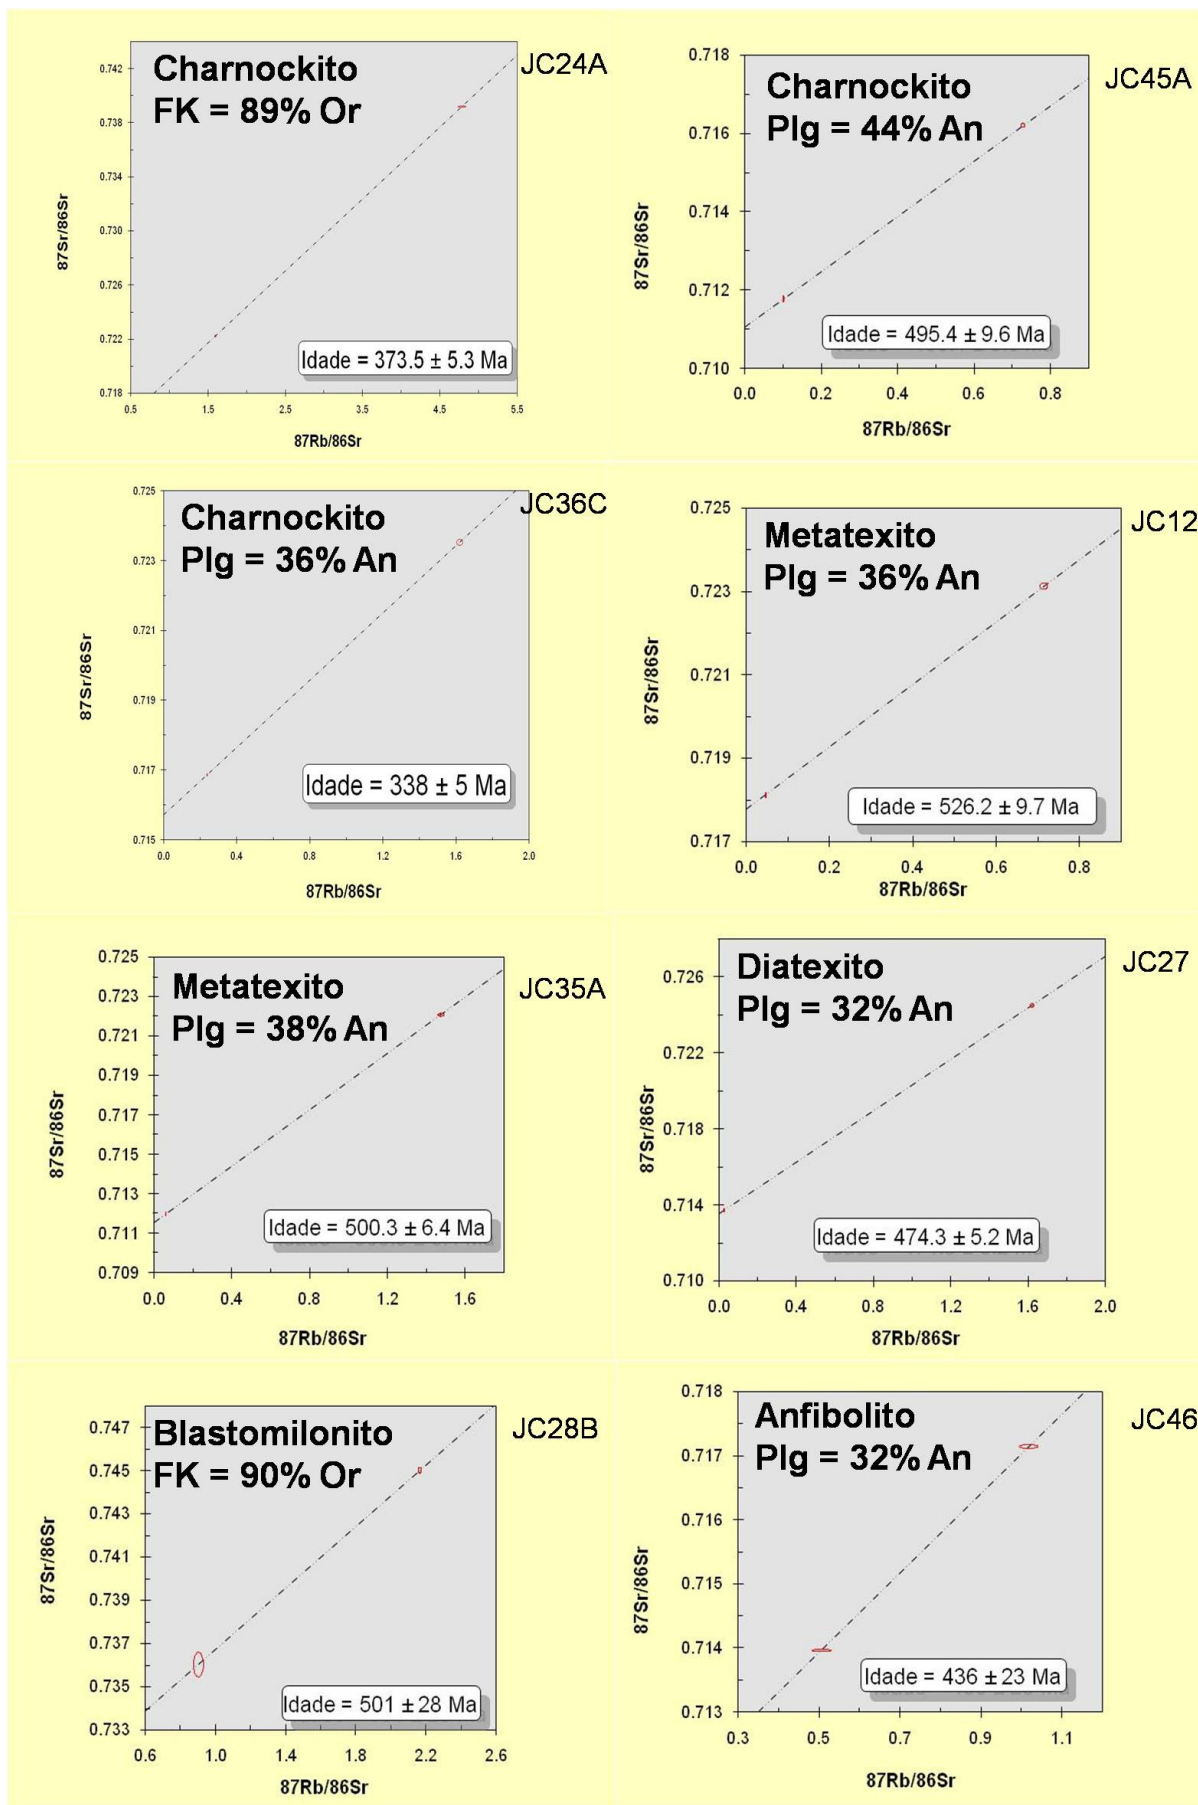 Charnockito
FK = 89% Or
JC24A
0.742
0.738
0.734
0.730
0.726
0.722
0.718
87Sr/86Sr
Idade = 373.5 ± 5.3 Ma
0.5 1.5 2.5 3.5 4.5 5.5
87Rb/86Sr
Charnockito
Plg = 44% An
JC45A
0.718
0.716
0.714
0.712
0.710
87Sr/86Sr
Idade = 495.4 ± 9.6 Ma
0.0 0.2 0.4 0.6 0.8
87Rb/86Sr
Charnockito
Plg = 36% An
JC36C
0.725
0.723
0.721
0.719
0.717
0.715
87Sr/86Sr
Idade = 338 ± 5 Ma
0.0 0.4 0.8 1.2 1.6 2.0
87Rb/86Sr
Metatexito
Plg = 36% An
JC12
0.725
0.723
0.721
0.719
0.717
87Sr/86Sr
Idade = 526.2 ± 9.7 Ma
0.0 0.2 0.4 0.6 0.8
87Rb/86Sr
Metatexito
Plg = 38% An
JC35A
0.725
0.723
0.721
0.719
0.717
0.715
0.713
0.711
0.709
87Sr/86Sr
Idade = 500.3 ± 6.4 Ma
0.0 0.4 0.8 1.2 1.6
87Rb/86Sr
Diatexito
Plg = 32% An
JC27
0.726
0.722
0.718
0.714
0.710
87Sr/86Sr
Idade = 474.3 ± 5.2 Ma
0.0 0.4 0.8 1.2 1.6 2.0
87Rb/86Sr
Blastomilonito
FK = 90% Or
JC28B
0.747
0.745
0.743
0.741
0.739
0.737
0.735
0.733
87Sr/86Sr
Idade = 501 ± 28 Ma
0.6 1.0 1.4 1.8 2.2 2.6
87Rb/86Sr
Anfibolito
Plg = 32% An
JC46
0.718
0.717
0.716
0.715
0.714
0.713
87Sr/86Sr
Idade = 436 ± 23 Ma
0.3 0.5 0.7 0.9 1.1
87Rb/86Sr